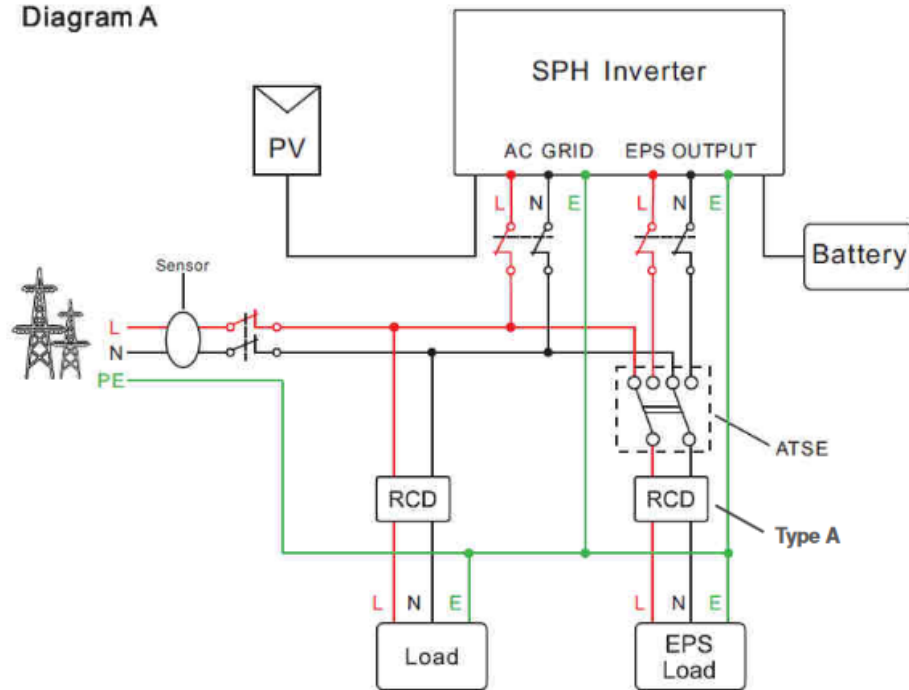 Diagram A
SPH Inverter
PV
AC GRID EPS OUTPUT
L N E L N E
Battery
Sensor
L
N
PE
ATSE
RCD RCD
Type A
L N E L N E
Load
EPS
Load